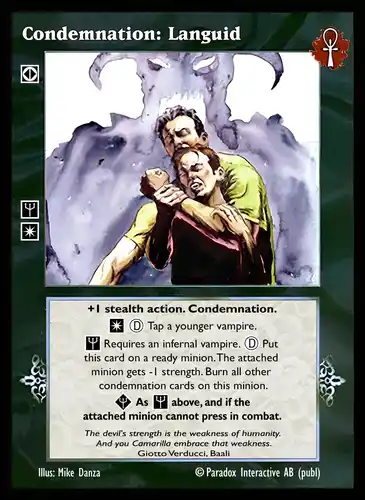 Condemnation: Languid
+1 stealth action. Condemnation.
D Tap a younger vampire.
Requires an infernal vampire. D Put
this card on a ready minion. The attached
minion gets -1 strength. Burn all other
condemnation cards on this minion.
As above, and if the
attached minion cannot press in combat.
The devil's strength is the weakness of humanity.
And you Camarilla embrace that weakness.
Giotto Verducci, Baali
Illus: Mike Danza
© Paradox Interactive AB (publ)